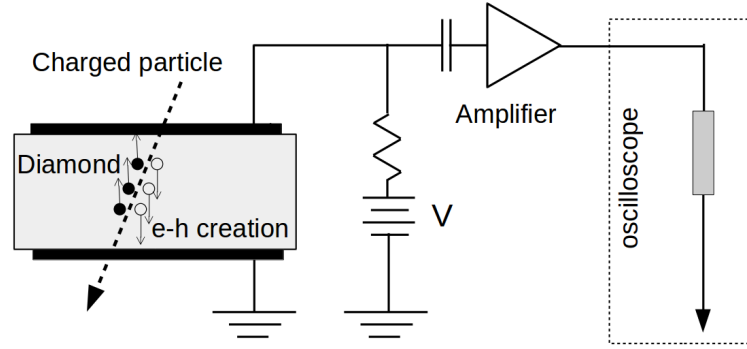 Charged particle
Diamond
e-h creation
V
Amplifier
oscilloscope